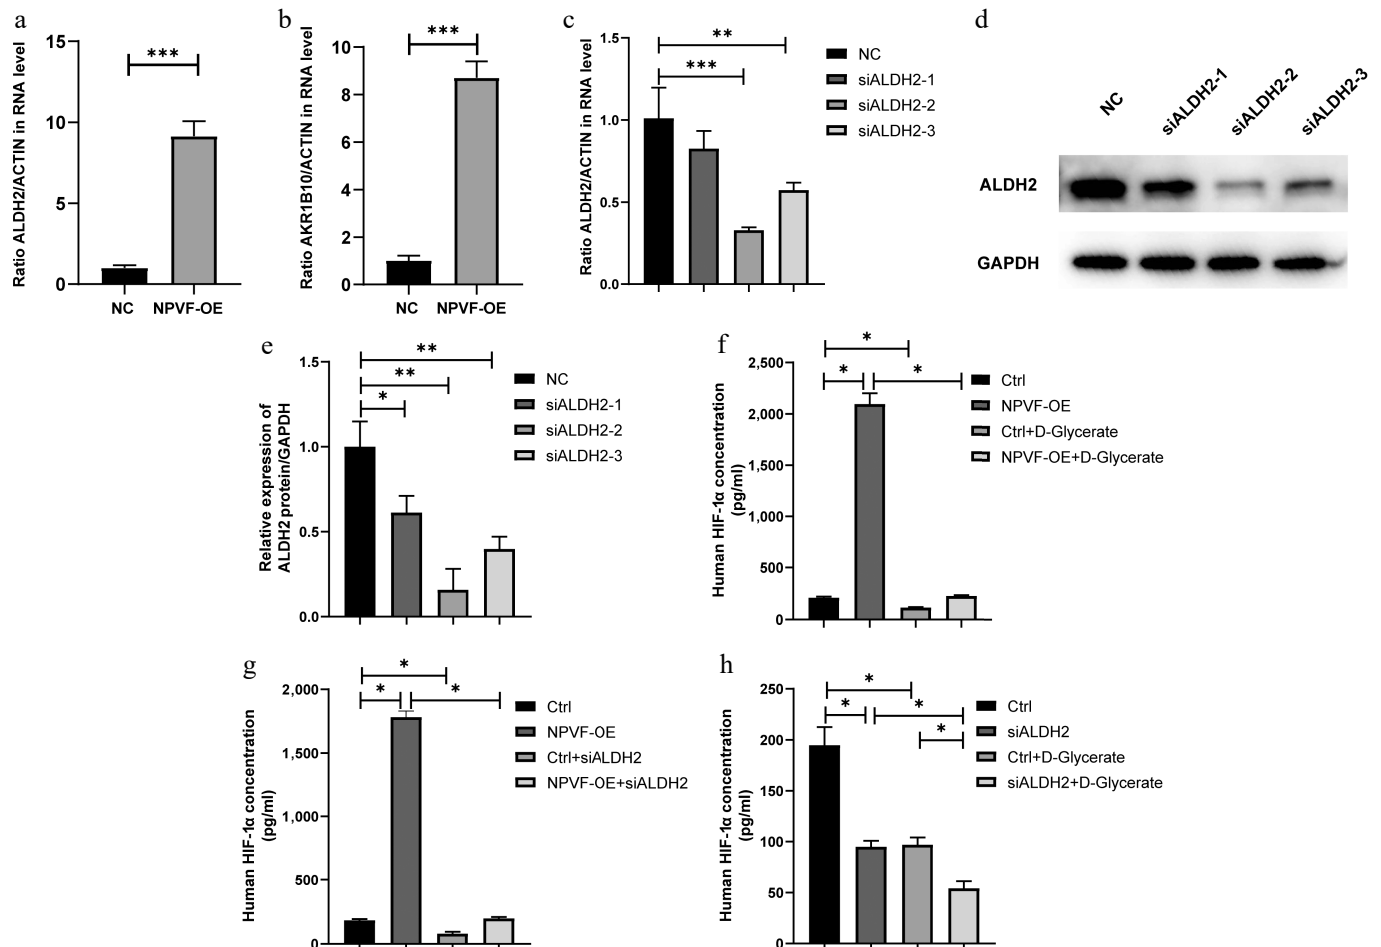 a
Ratio ALDH2/ACTIN in RNA level
15
10
5
0
***
NC
NPVF-OE
b
Ratio AKR1B10/ACTIN in RNA level
10
8
6
4
2
0
***
NC
NPVF-OE
c
Ratio ALDH2/ACTIN in RNA level
1.5
1.0
0.5
0.0
**
***
NC
siALDH2-1
siALDH2-2
siALDH2-3
d
NC
siALDH2-1
siALDH2-2
siALDH2-3
ALDH2
GAPDH
e
Relative expression of
ALDH2 protein/GAPDH
1.5
1.0
0.5
0.0
**
**
*
NC
siALDH2-1
siALDH2-2
siALDH2-3
f
Human HIF-1α concentration
(pg/ml)
2,500
2,000
1,500
1,000
500
0
*
*
*
Ctrl
NPVF-OE
Ctrl+D-Glycerate
NPVF-OE+D-Glycerate
g
Human HIF-1α concentration
(pg/ml)
2,000
1,500
1,000
500
0
*
*
*
Ctrl
NPVF-OE
Ctrl+siALDH2
NPVF-OE+siALDH2
h
Human HIF-1α concentration
(pg/ml)
250
200
150
100
50
0
*
*
*
*
Ctrl
siALDH2
Ctrl+D-Glycerate
siALDH2+D-Glycerate